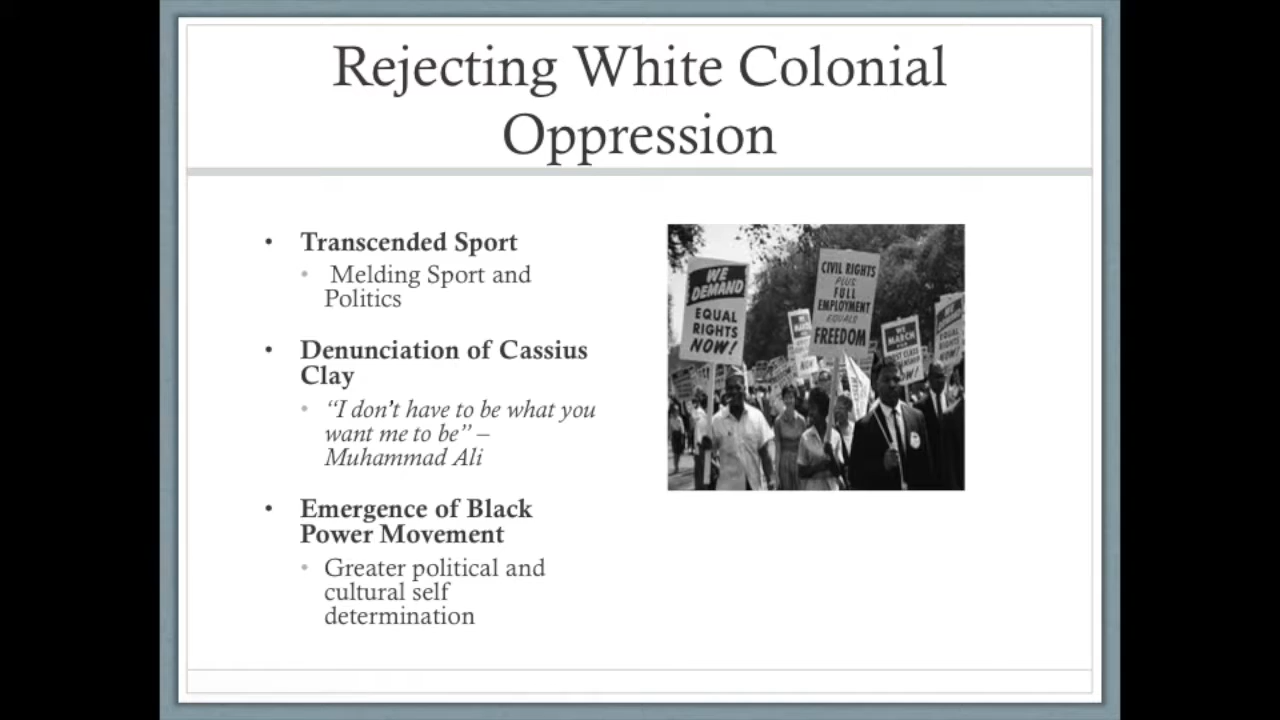 Rejecting White Colonial
Oppression
• Transcended Sport
• Melding Sport and
Politics
• Denunciation of Cassius
Clay
• “I don’t have to be what you
want me to be” –
Muhammad Ali
• Emergence of Black
Power Movement
• Greater political and
cultural self
determination
WE
DEMAND
EQUAL
RIGHTS
NOW!
CIVIL RIGHTS
PLUS
FULL
EMPLOYMENT
EQUALS
FREEDOM
WE
MARCH
NOW!
EQUAL
RIGHTS
NOW!